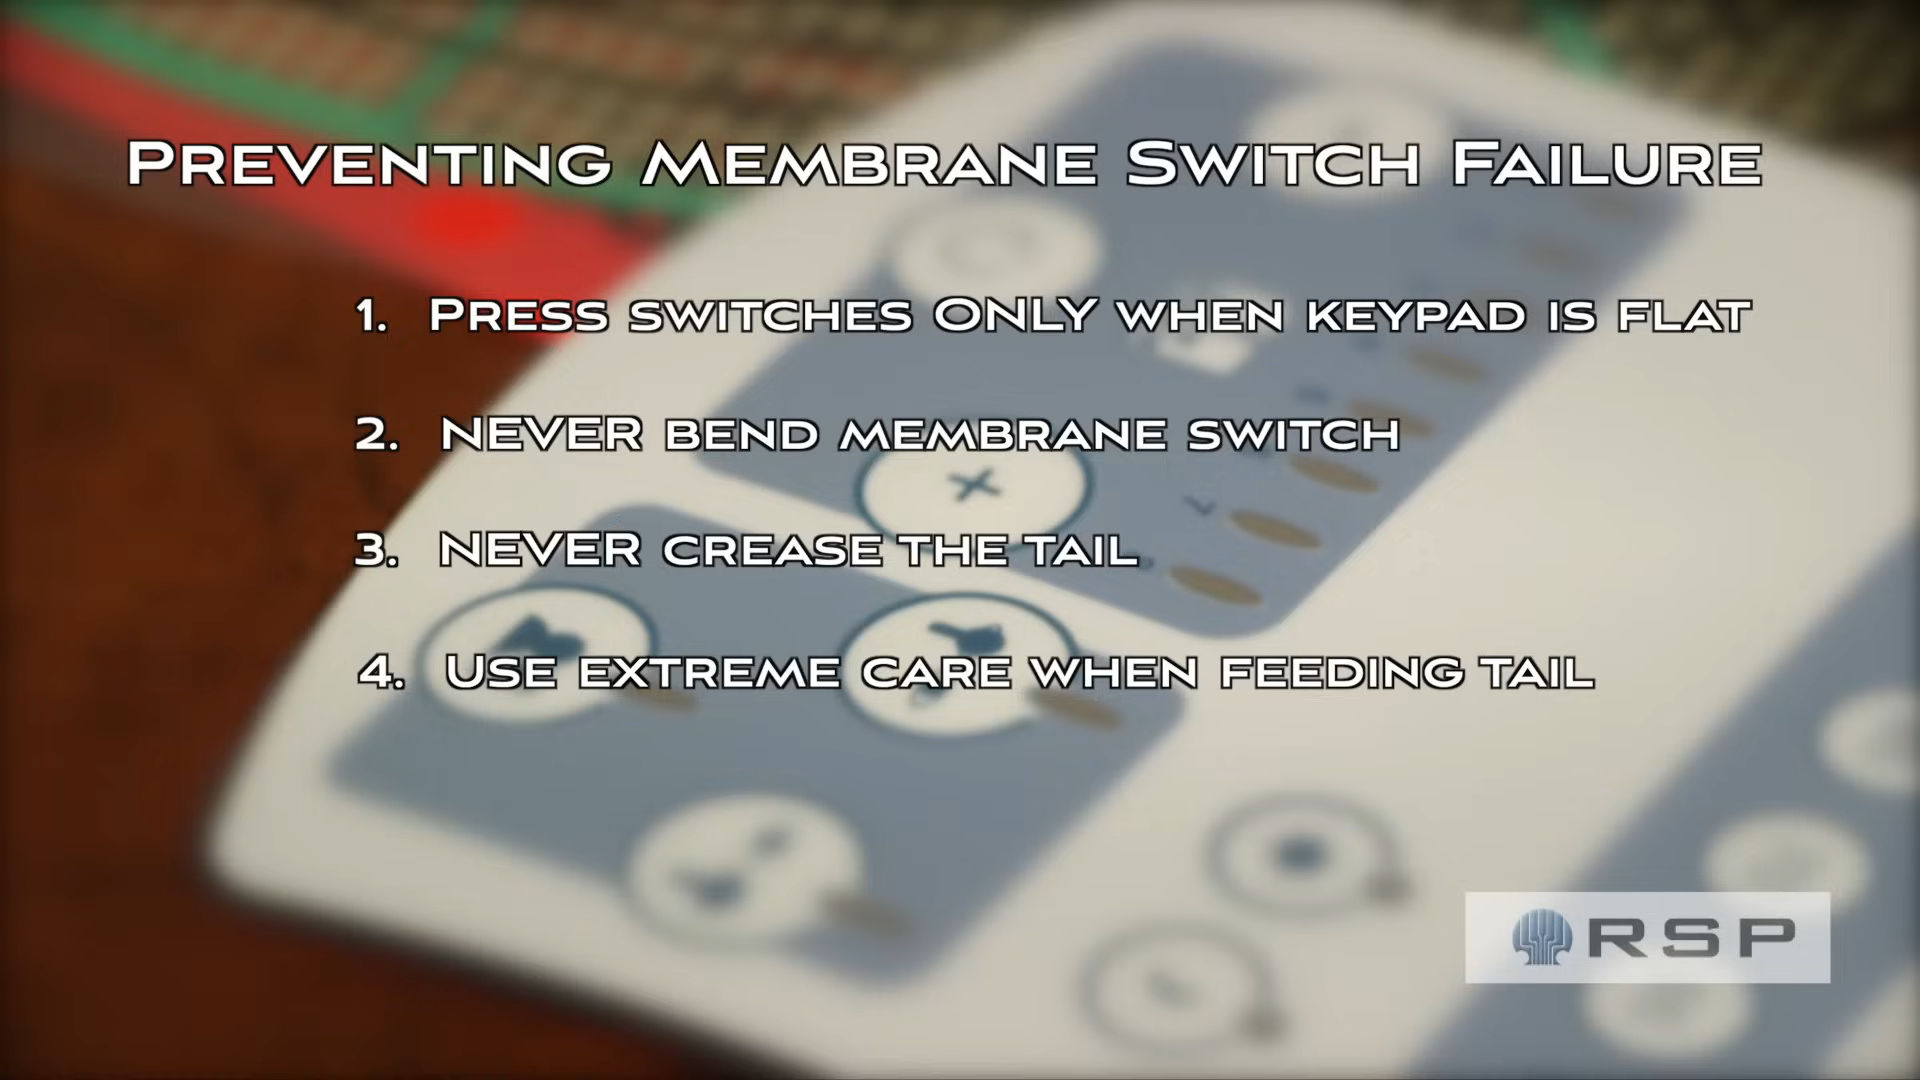 Preventing Membrane Switch Failure
1. Press switches ONLY when keypad is flat
2. NEVER bend membrane switch
3. NEVER crease the tail
4. Use extreme care when feeding tail
RSP